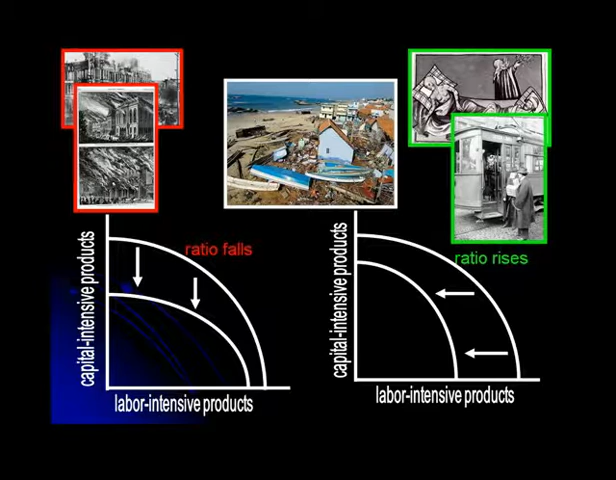 ratio falls
capital-intensive products
labor-intensive products
ratio rises
capital-intensive products
labor-intensive products